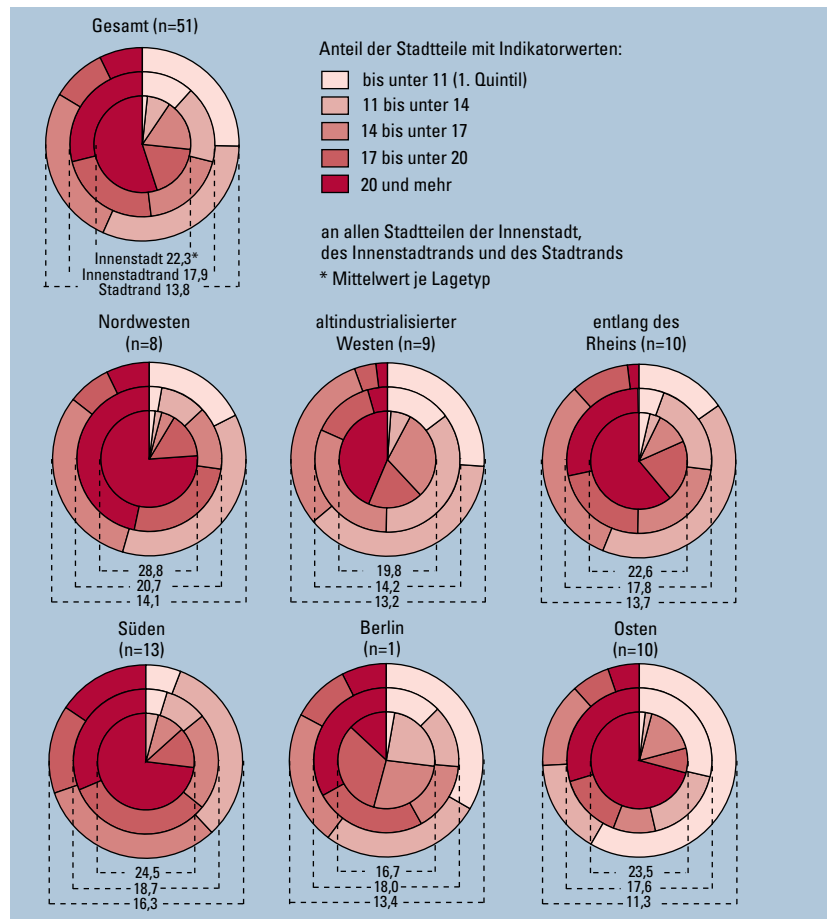 Gesamt (n=51)
Anteil der Stadtteile mit Indikatorwerten:
bis unter 11 (1. Quintil)
11 bis unter 14
14 bis unter 17
17 bis unter 20
20 und mehr
an allen Stadtteilen der Innenstadt,
des Innenstadtrands und des Stadtrands
* Mittelwert je Lagetyp
Innenstadt 22,3*
Innenstadtrand 17,9
Stadtrand 13,8
Nordwesten
(n=8)
28,8
20,7
14,1
altindustrialisierter
Westen (n=9)
19,8
14,2
13,2
entlang des
Rheins (n=10)
22,6
17,8
13,7
Süden
(n=13)
24,5
18,7
16,3
Berlin
(n=1)
16,7
18,0
13,4
Osten
(n=10)
23,5
17,6
11,3